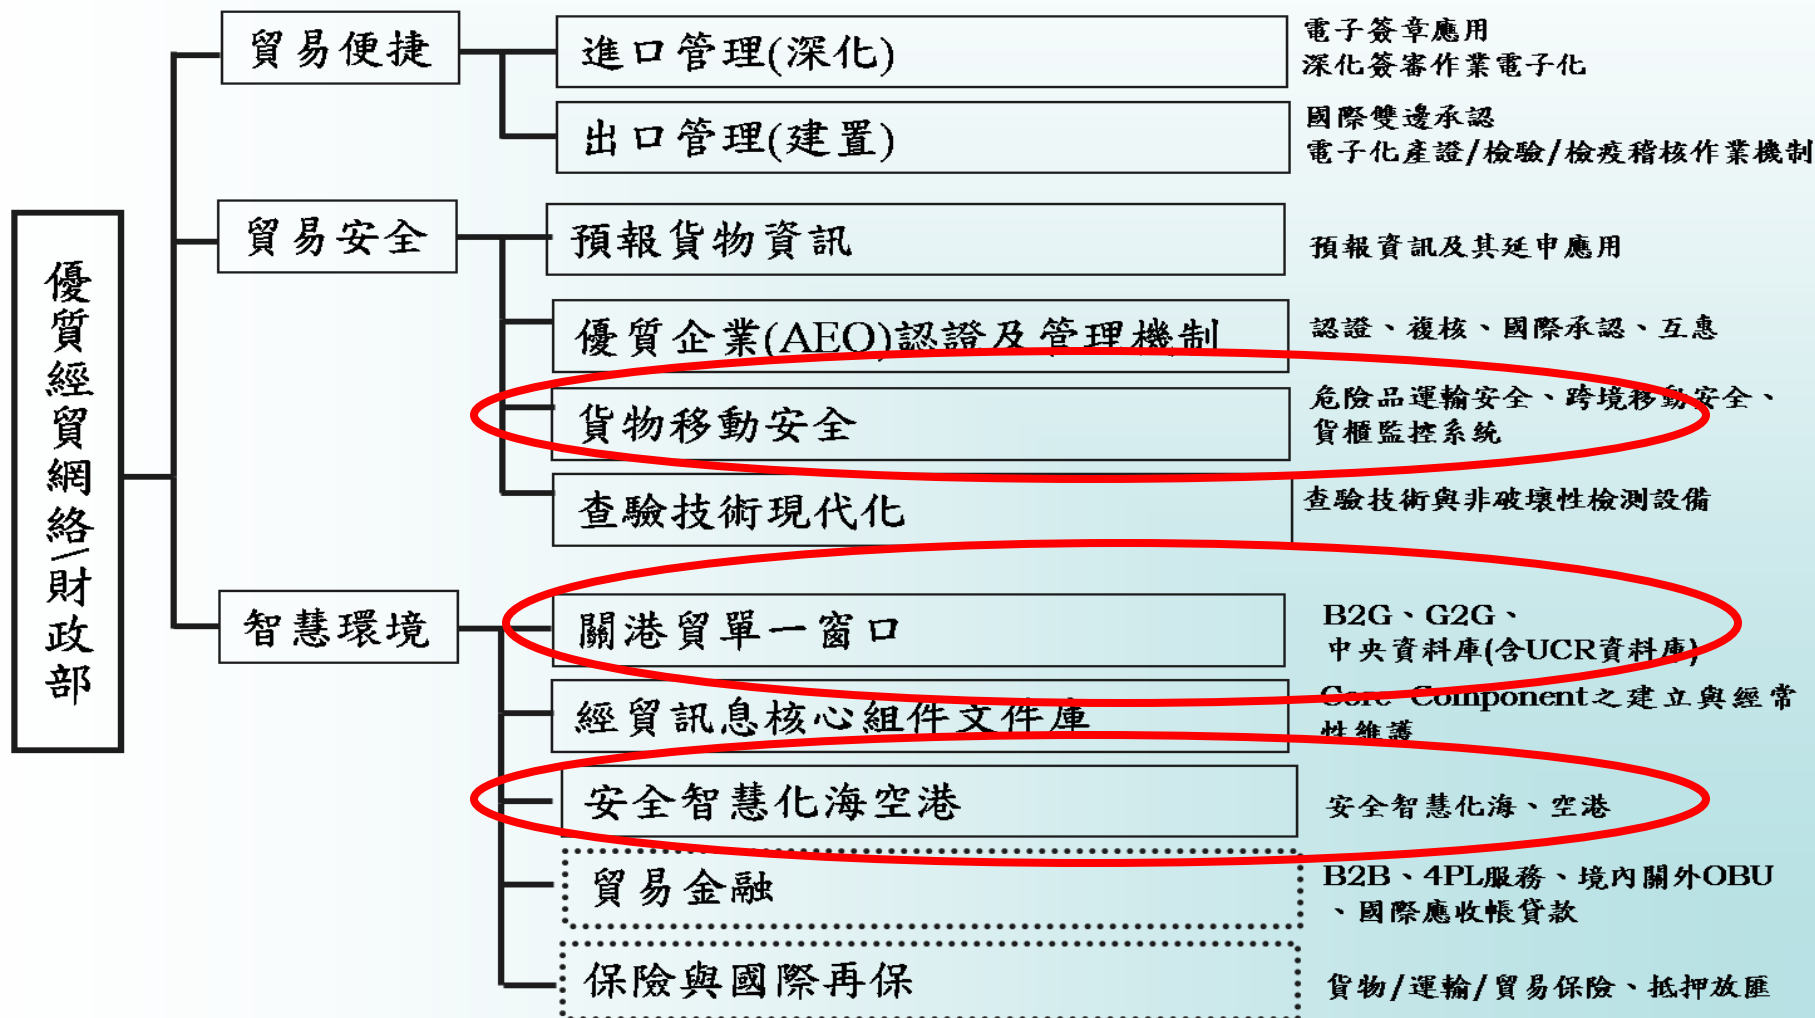 優質經貿網絡/財政部
貿易便捷
進口管理(深化)
電子簽章應用
深化簽審作業電子化
出口管理(建置)
國際雙邊承認
電子化產證/檢驗/檢疫稽核作業機制
貿易安全
預報貨物資訊
預報資訊及其延申應用
優質企業(AEO)認證及管理機制
認證、複核、國際承認、互惠
貨物移動安全
危險品運輸安全、跨境移動安全、
貨櫃監控系統
查驗技術現代化
查驗技術與非破壞性檢測設備
智慧環境
關港貿單一窗口
B2G、G2G、
中央資料庫(含UCR資料庫)
經貿訊息核心組件文件庫
Core Component之建立與經常
性維護
安全智慧化海空港
安全智慧化海、空港
貿易金融
B2B、4PL服務、境內關外OBU
、國際應收帳貸款
保險與國際再保
貨物/運輸/貿易保險、抵押放匯